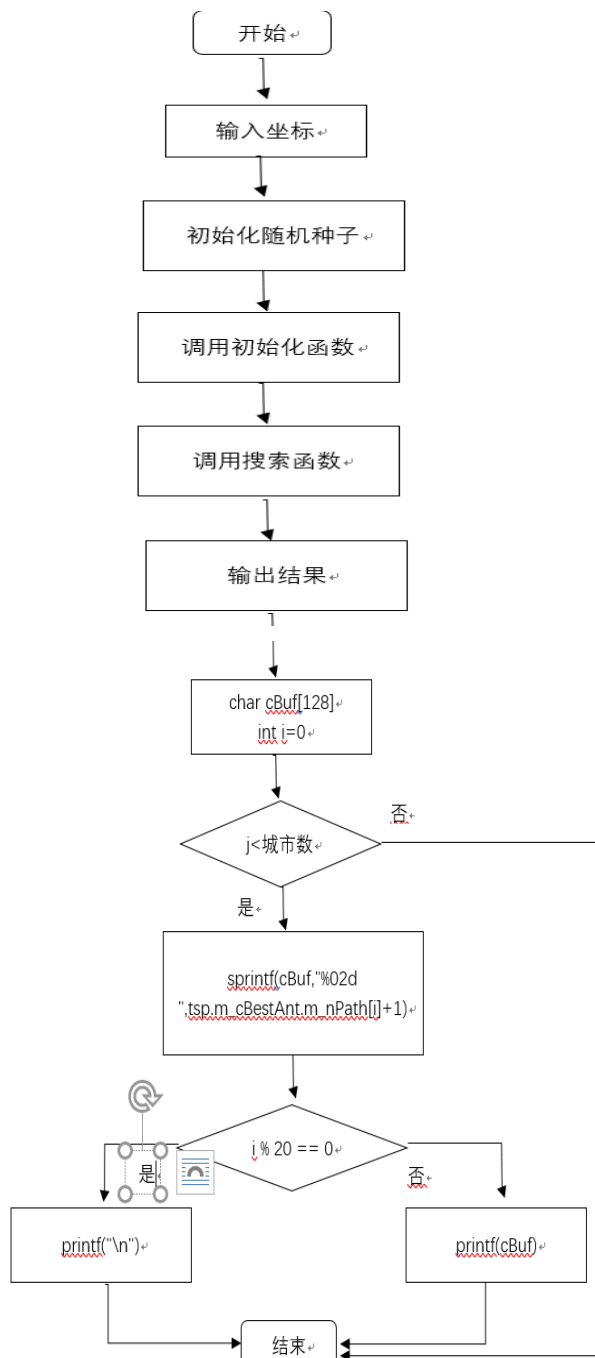 开始
输入坐标
初始化随机种子
调用初始化函数
调用搜索函数
输出结果
char cBuf[128]
int i=0
j<城市数
否
是
sprintf(cBuf,"%02d
",tsp.m_cBestAnt.m_nPath[i]+1)
i % 20 == 0
是
否
printf("\n")
printf(cBuf)
结束